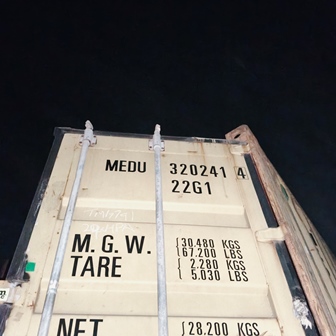 MEDU 320241 4
22G1
M.G.W. 30.480 KGS
67.200 LBS
TARE 2.280 KGS
5.030 LBS
NET 28.200 KGS